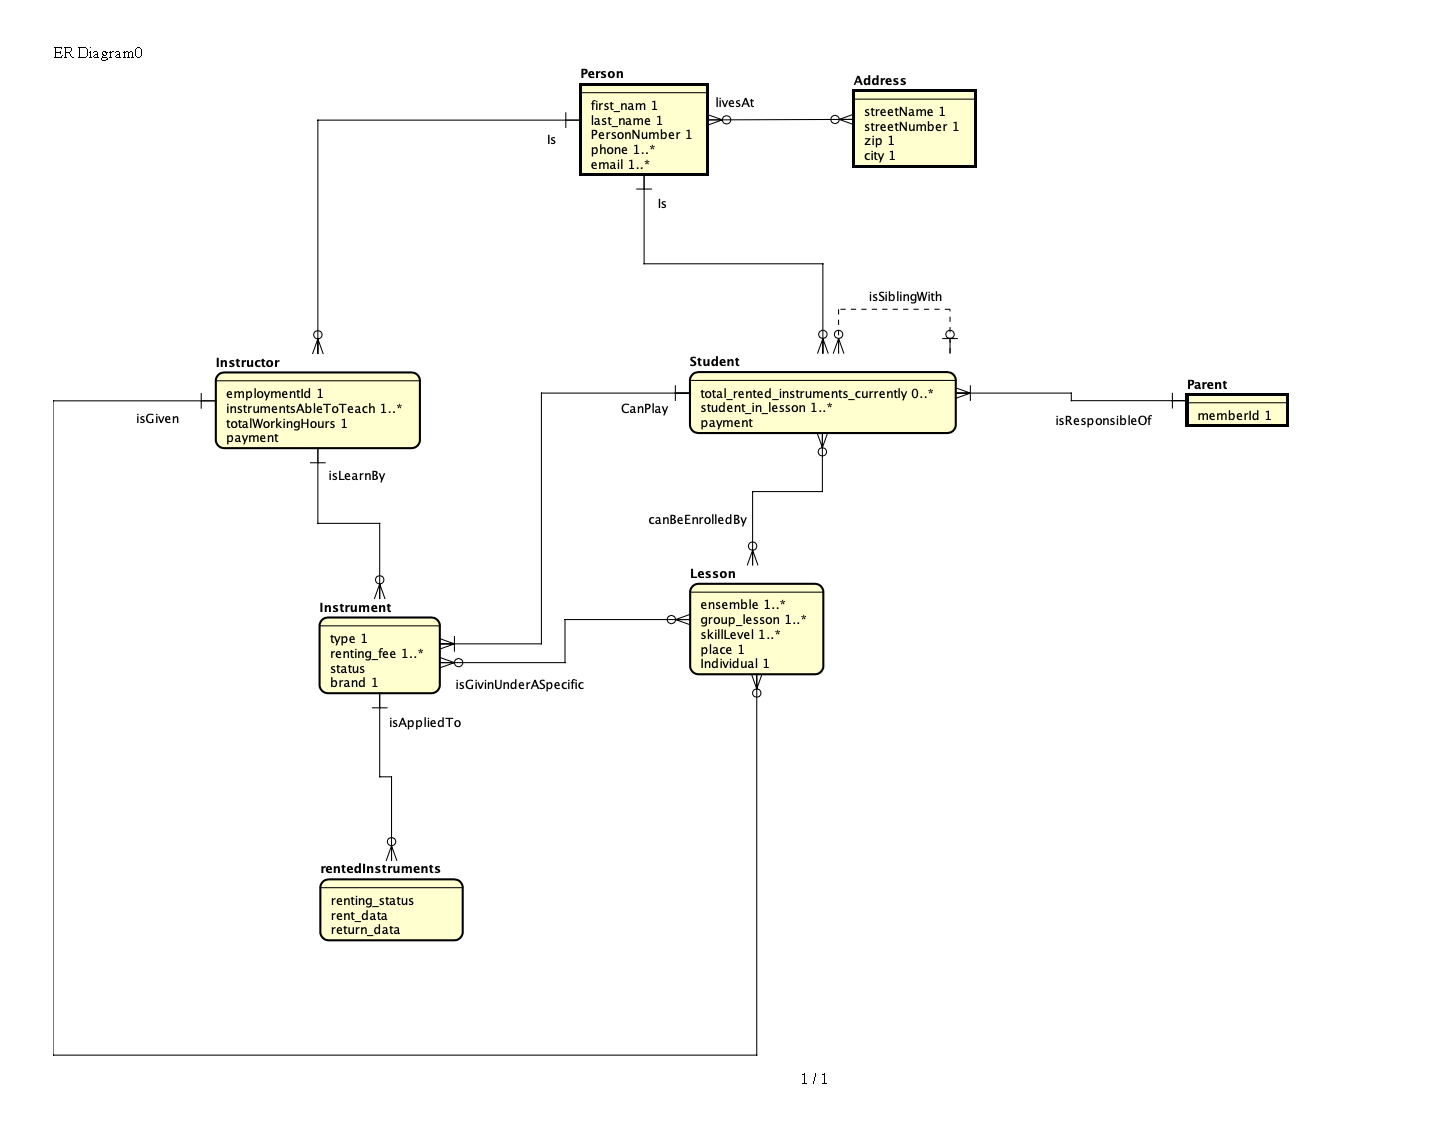 ER Diagram0
Person
first_nam 1
last_name 1
PersonNumber 1
phone 1..*
email 1..*
livesAt
Address
streetName 1
streetNumber 1
zip 1
city 1
Is
Is
isSiblingWith
Instructor
employmentId 1
instrumentsAbleToTeach 1..*
totalWorkingHours 1
payment
isGiven
isLearnBy
Student
total_rented_instruments_currently 0..*
student_in_lesson 1..*
payment
CanPlay
Parent
memberId 1
isResponsibleOf
canBeEnrolledBy
Lesson
ensemble 1..*
group_lesson 1..*
skillLevel 1..*
place 1
Individual 1
Instrument
type 1
renting_fee 1..*
status
brand 1
isGivinUnderASpecific
isAppliedTo
rentedInstruments
renting_status
rent_data
return_data
1 / 1